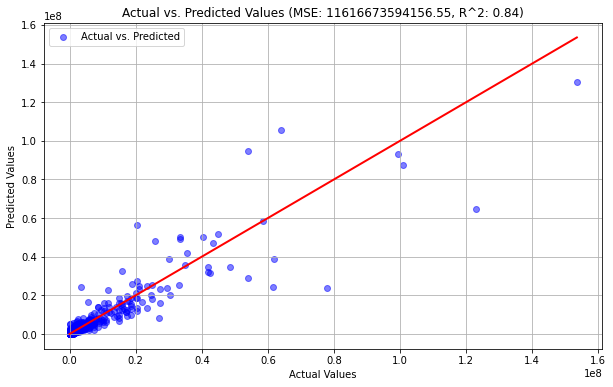 Actual vs. Predicted Values (MSE: 11616673594156.55, R^2: 0.84)
1e8
Actual vs. Predicted
1.6
1.4
1.2
1.0
0.8
0.6
0.4
0.2
0.0
Predicted Values
0.0 0.2 0.4 0.6 0.8 1.0 1.2 1.4 1.6
1e8
Actual Values